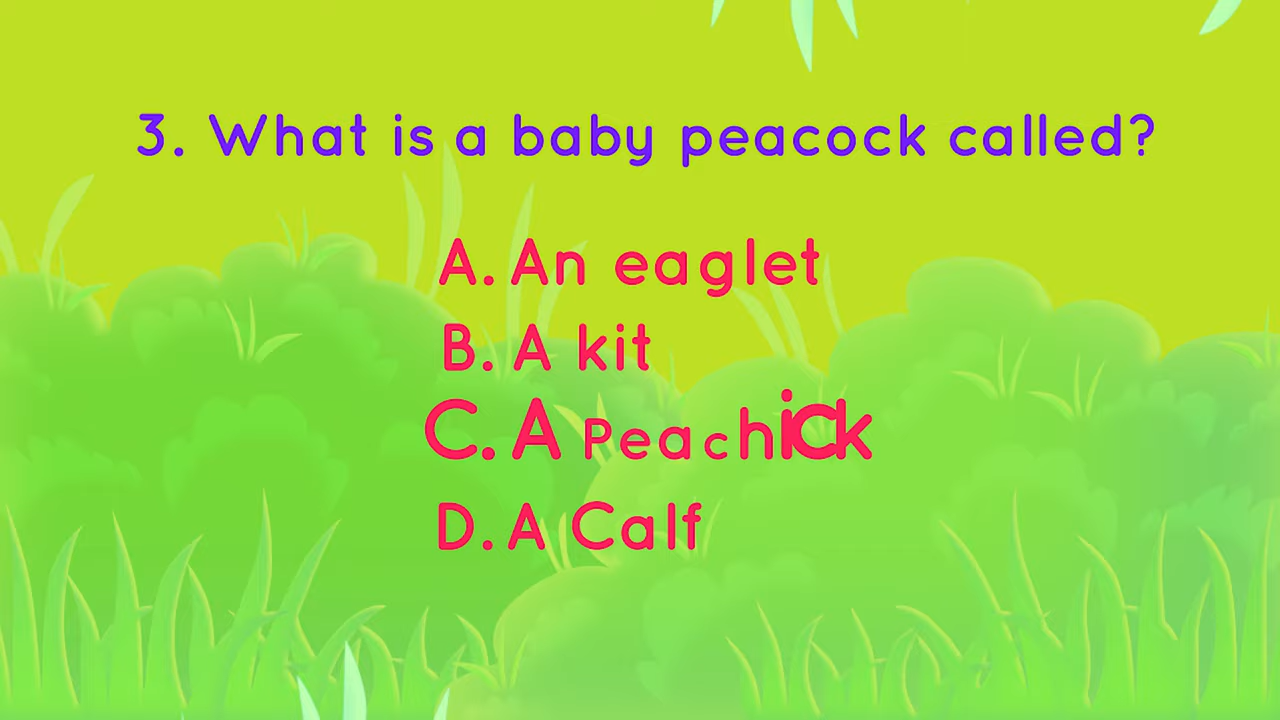 3. What is a baby peacock called?
A. An eaglet
B. A kit
C. A Peachick
D. A Calf